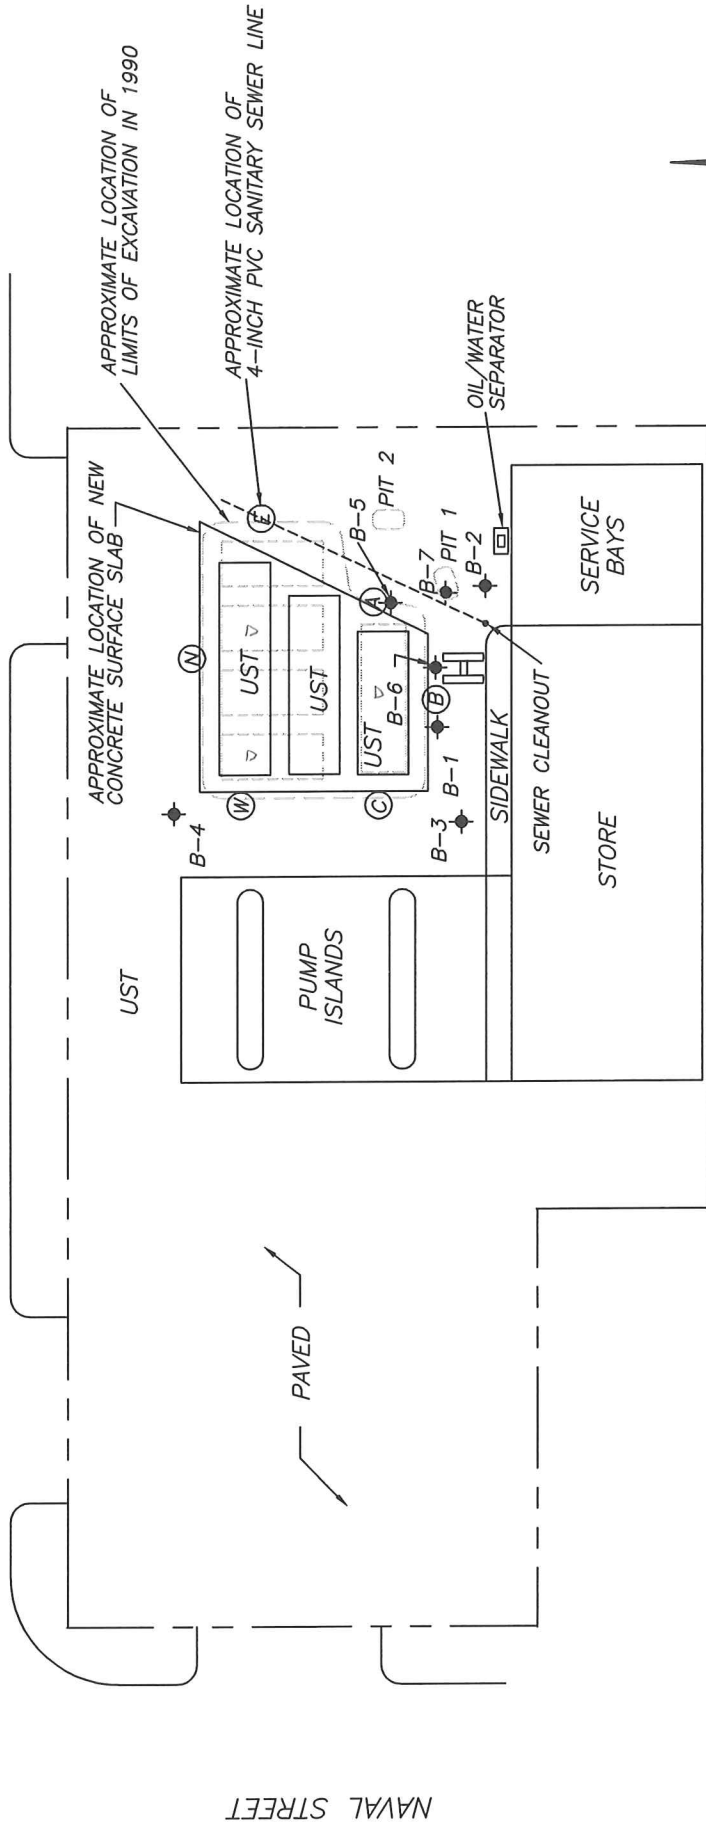 APPROXIMATE LOCATION OF
LIMITS OF EXCAVATION IN 1990
APPROXIMATE LOCATION OF
4-INCH PVC SANITARY SEWER LINE
APPROXIMATE LOCATION OF NEW
CONCRETE SURFACE SLAB
OIL/WATER
SEPARATOR
E
N
W
A
B
C
UST
UST
UST
UST
B-5
PIT 2
B-7
PIT 1
B-2
B-6
B-1
B-3
B-4
SIDEWALK
SEWER CLEANOUT
SERVICE
BAYS
STORE
PUMP
ISLANDS
PAVED
NAVAL STREET